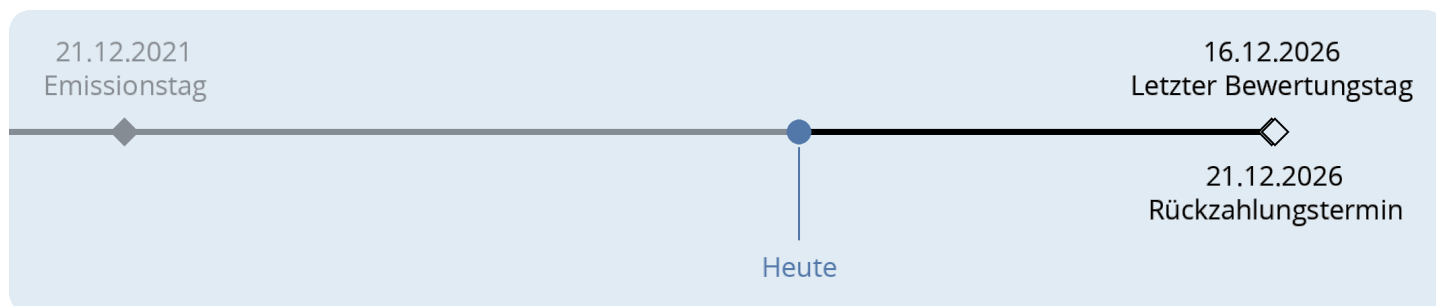 21.12.2021
Emissionstag
16.12.2026
Letzter Bewertungstag
21.12.2026
Rückzahlungstermin
Heute